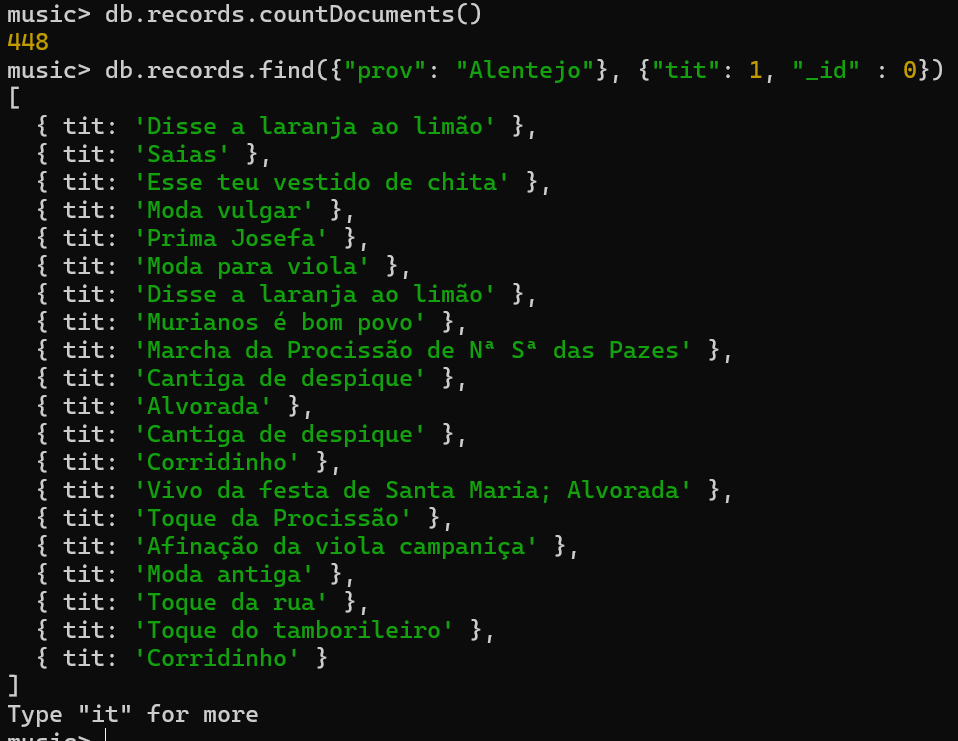 music> db.records.countDocuments()
448
music> db.records.find({"prov": "Alentejo"}, {"tit": 1, "_id" : 0})
[
  { tit: 'Disse a laranja ao limão' },
  { tit: 'Saias' },
  { tit: 'Esse teu vestido de chita' },
  { tit: 'Moda vulgar' },
  { tit: 'Prima Josefa' },
  { tit: 'Moda para viola' },
  { tit: 'Disse a laranja ao limão' },
  { tit: 'Murianos é bom povo' },
  { tit: 'Marcha da Procissão de Nª Sª das Pazes' },
  { tit: 'Cantiga de despique' },
  { tit: 'Alvorada' },
  { tit: 'Cantiga de despique' },
  { tit: 'Corridinho' },
  { tit: 'Vivo da festa de Santa Maria; Alvorada' },
  { tit: 'Toque da Procissão' },
  { tit: 'Afinação da viola campaniça' },
  { tit: 'Moda antiga' },
  { tit: 'Toque da rua' },
  { tit: 'Toque do tamborileiro' },
  { tit: 'Corridinho' }
]
Type "it" for more
music>